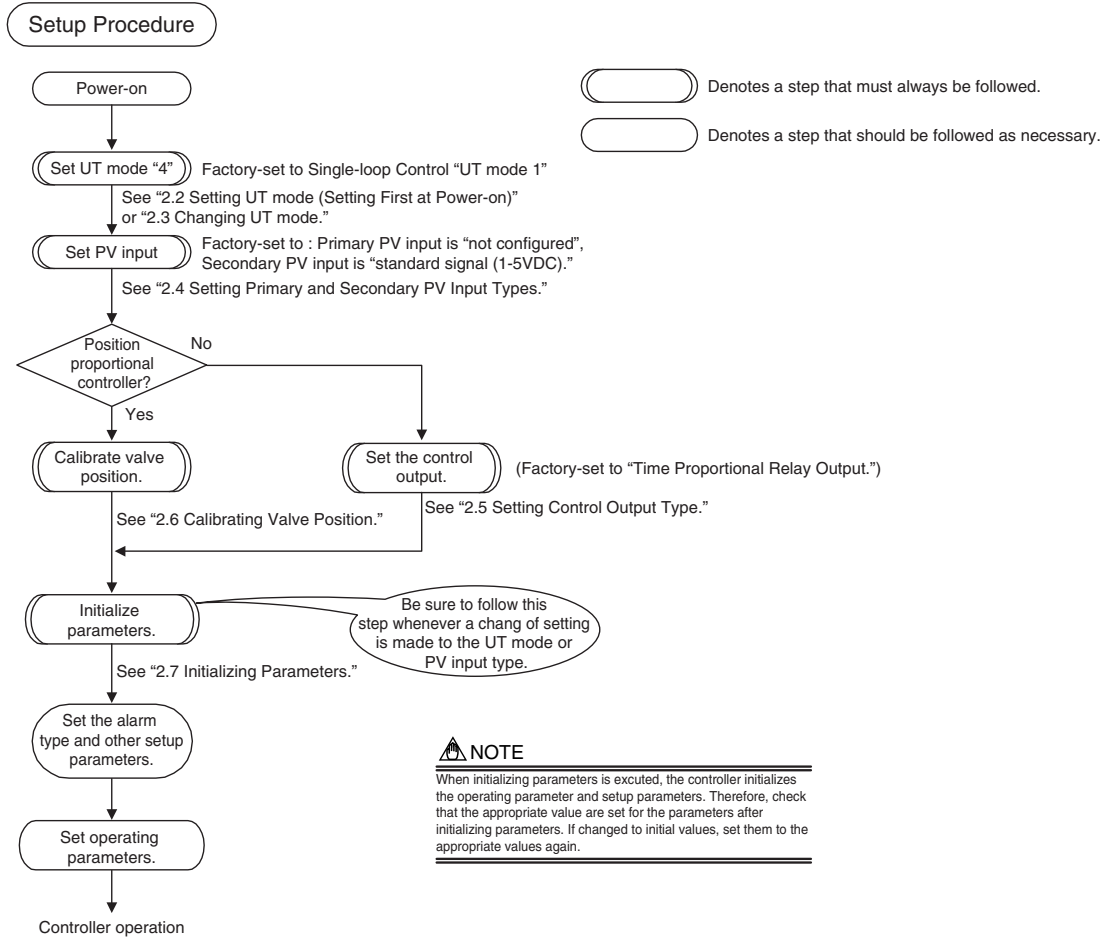 Setup Procedure
Power-on
Denotes a step that must always be followed.
Denotes a step that should be followed as necessary.
Set UT mode “4”
Factory-set to Single-loop Control “UT mode 1”
See “2.2 Setting UT mode (Setting First at Power-on)”
or “2.3 Changing UT mode.”
Set PV input
Factory-set to : Primary PV input is “not configured”,
Secondary PV input is “standard signal (1-5VDC).”
See “2.4 Setting Primary and Secondary PV Input Types.”
Position
proportional
controller?
No
Yes
Calibrate valve
position.
Set the control
output.
(Factory-set to “Time Proportional Relay Output.”)
See “2.5 Setting Control Output Type.”
See “2.6 Calibrating Valve Position.”
Initialize
parameters.
Be sure to follow this
step whenever a chang of setting
is made to the UT mode or
PV input type.
See “2.7 Initializing Parameters.”
Set the alarm
type and other setup
parameters.
NOTE
When initializing parameters is excuted, the controller initializes
the operating parameter and setup parameters. Therefore, check
that the appropriate value are set for the parameters after
initializing parameters. If changed to initial values, set them to the
appropriate values again.
Set operating
parameters.
Controller operation